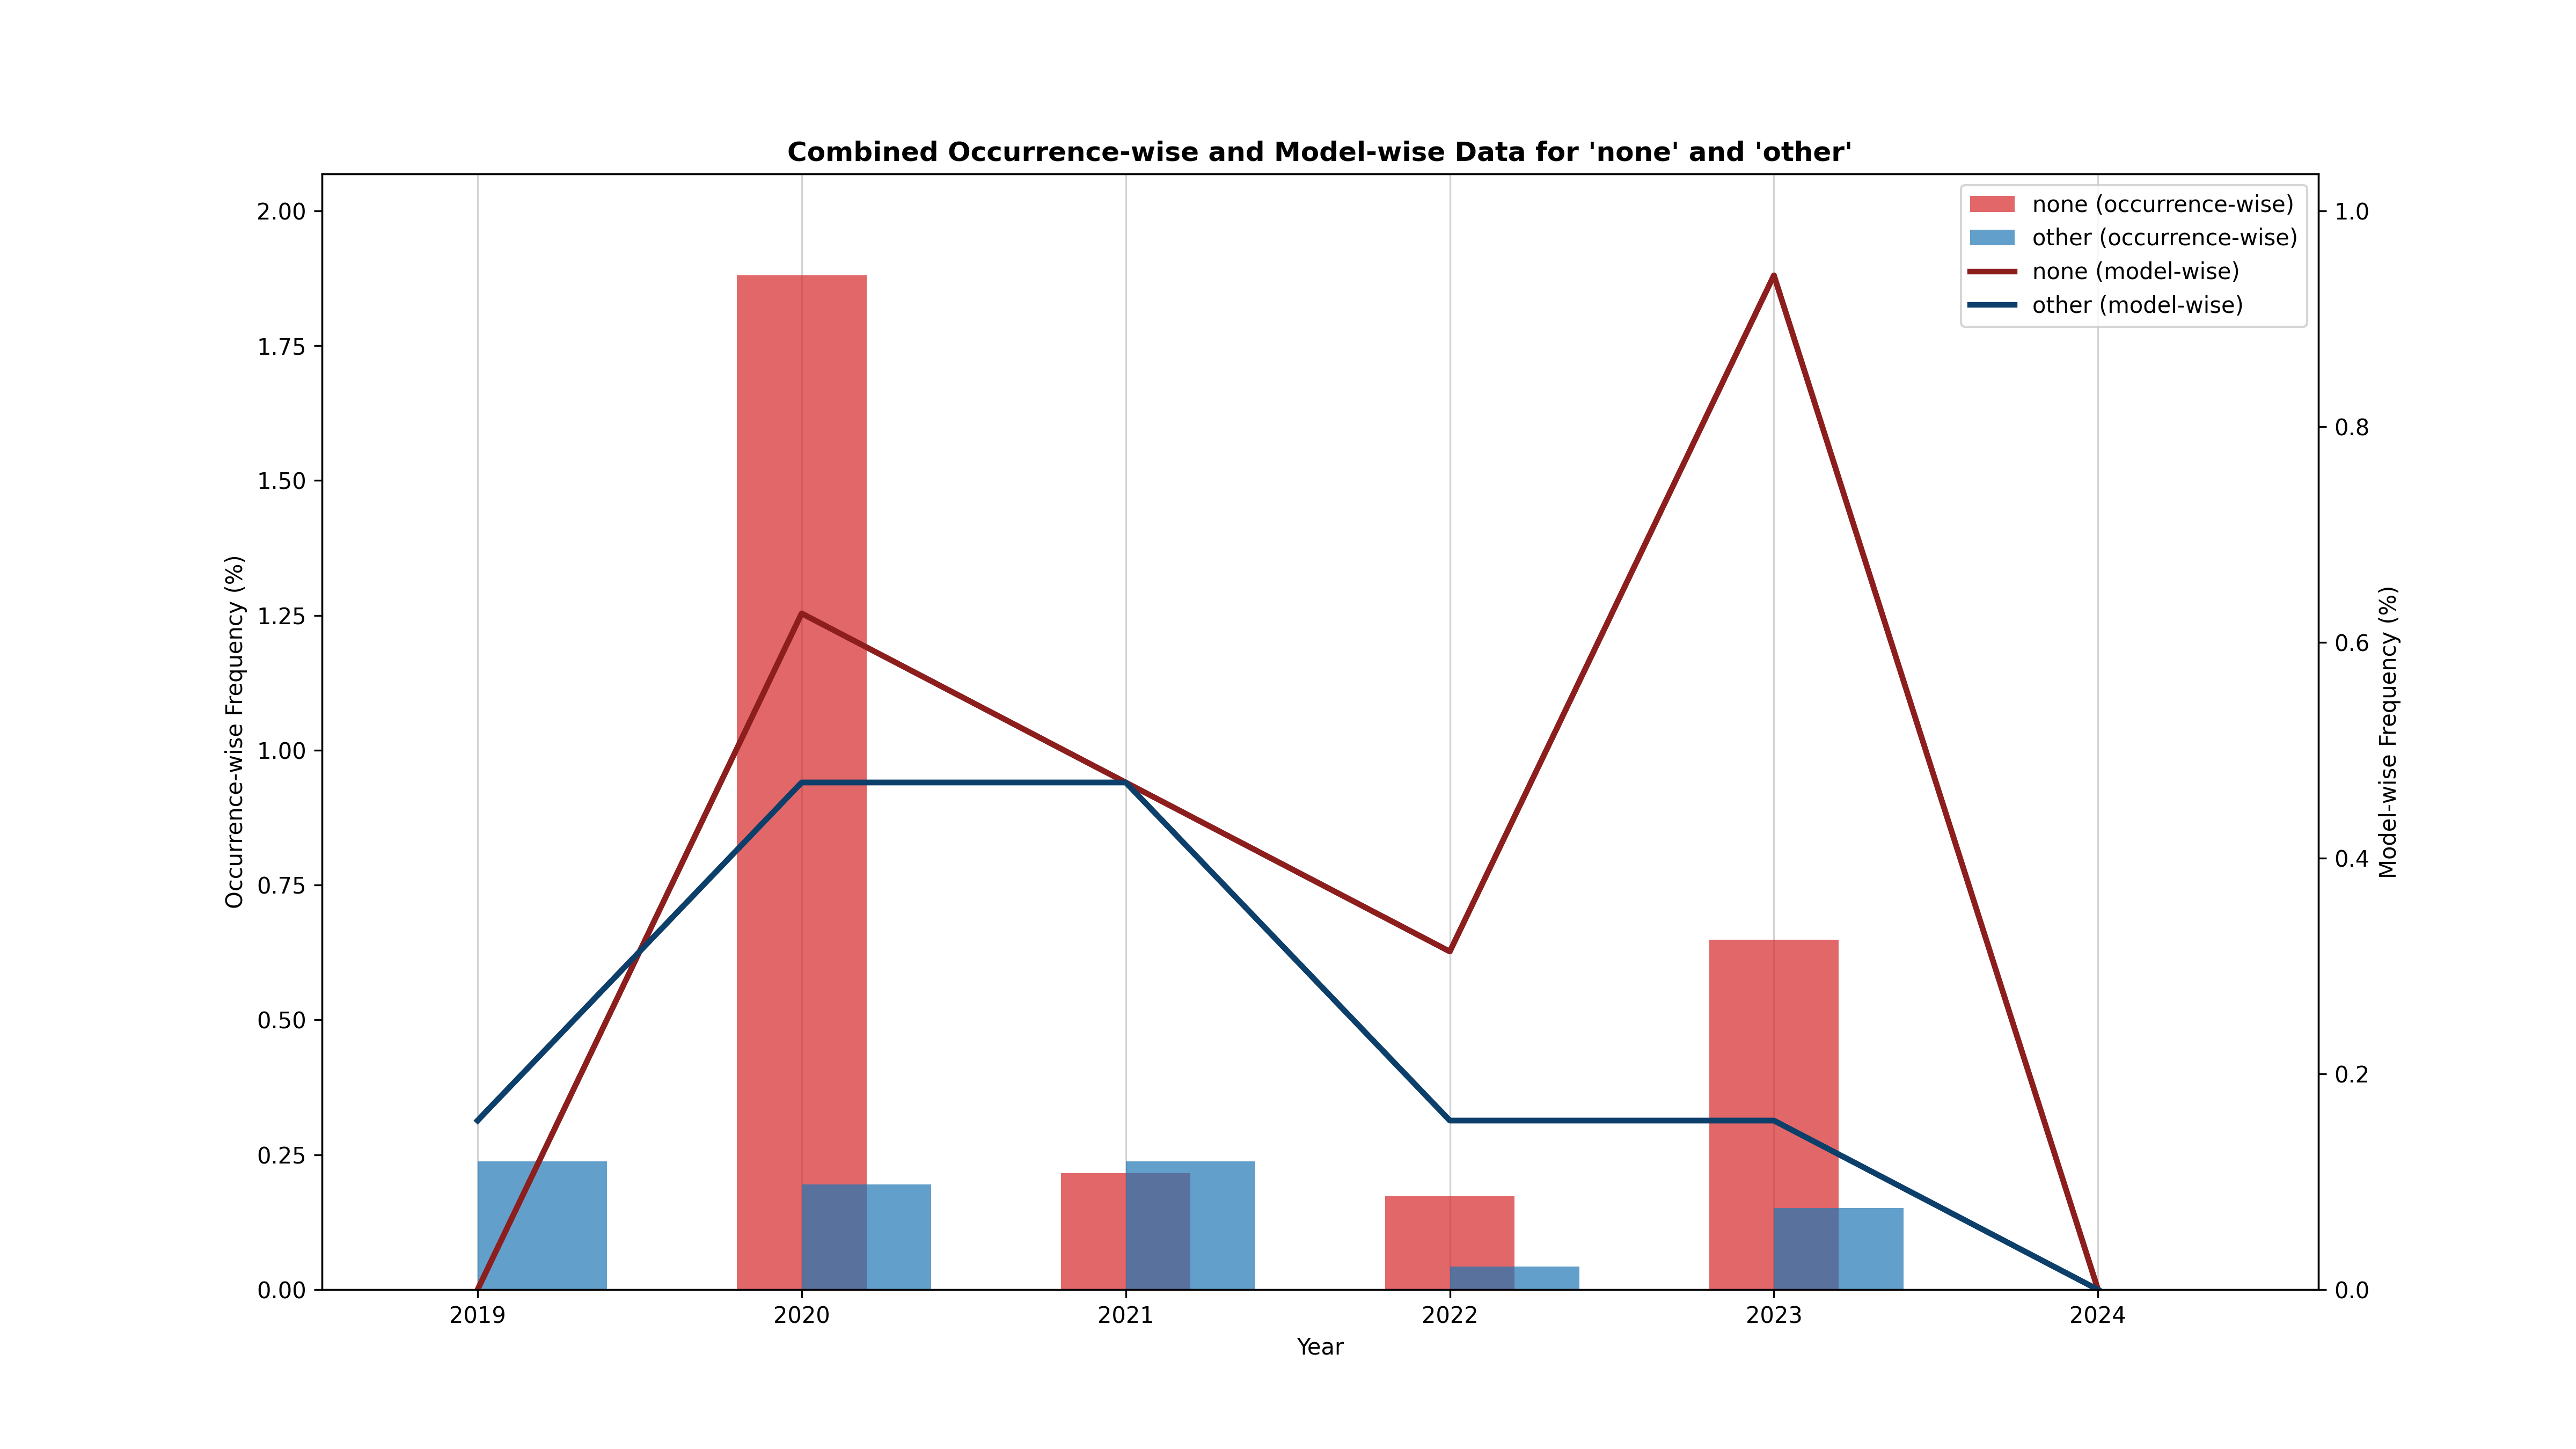 Combined Occurrence-wise and Model-wise Data for 'none' and 'other'
none (occurrence-wise)
other (occurrence-wise)
none (model-wise)
other (model-wise)
Occurrence-wise Frequency (%)
2.00
1.75
1.50
1.25
1.00
0.75
0.50
0.25
0.00
1.0
0.8
0.6
0.4
0.2
0.0
Model-wise Frequency (%)
2019 2020 2021 2022 2023 2024
Year